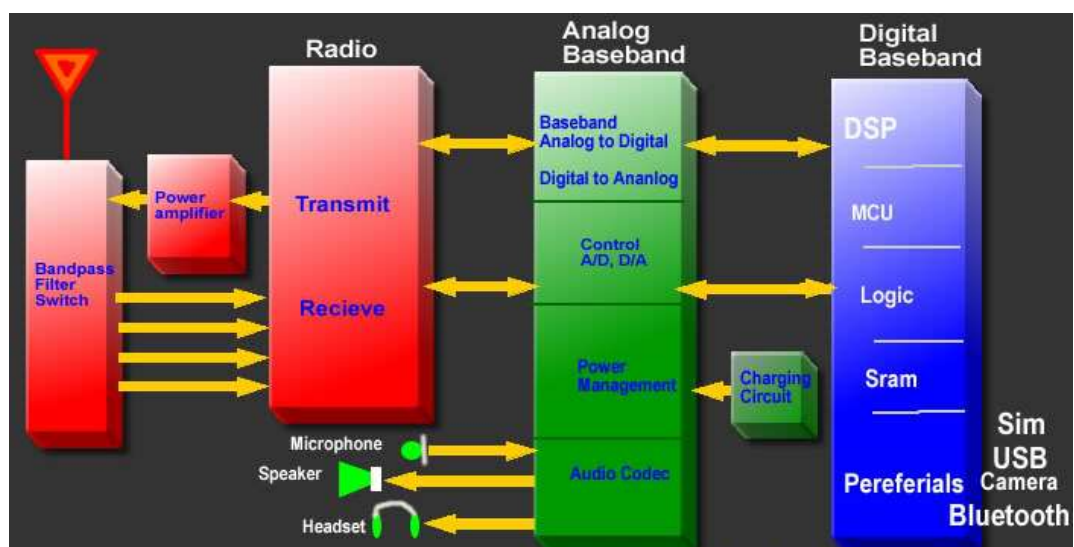 Radio
Analog
Baseband
Digital
Baseband
Bandpass
Filter
Switch
Power
amplifier
Transmit
Recieve
Baseband
Analog to Digital
Digital to Ananlog
Control
A/D, D/A
Power
Management
Audio Codec
Charging
Circuit
Microphone
Speaker
Headset
DSP
MCU
Logic
Sram
Pereferials
Sim
USB
Camera
Bluetooth